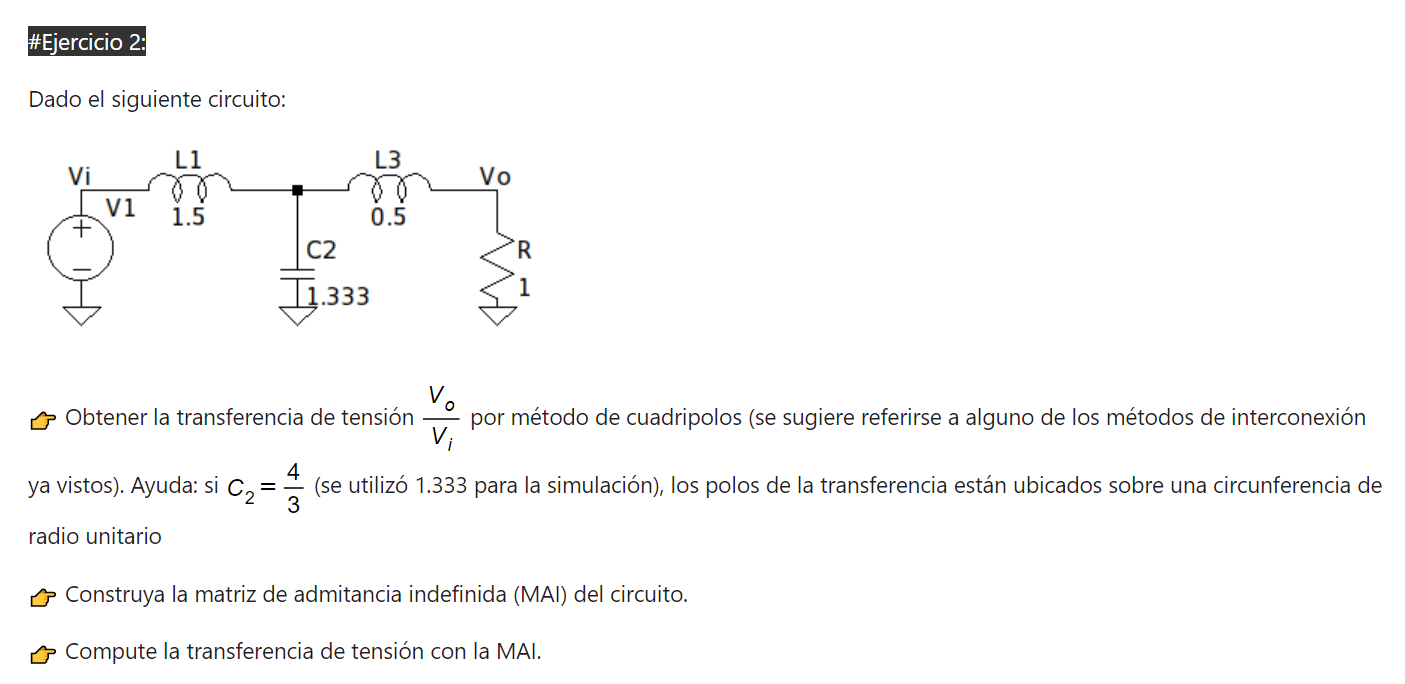 #Ejercicio 2:
Dado el siguiente circuito:
Vi
L1
L3
Vo
V1
1.5
0.5
C2
R
1.333
1
👉 Obtener la transferencia de tensión V_o/V_i por método de cuadripolos (se sugiere referirse a alguno de los métodos de interconexión
ya vistos). Ayuda: si C_2 = 4/3 (se utilizó 1.333 para la simulación), los polos de la transferencia están ubicados sobre una circunferencia de
radio unitario
👉 Construya la matriz de admitancia indefinida (MAI) del circuito.
👉 Compute la transferencia de tensión con la MAI.